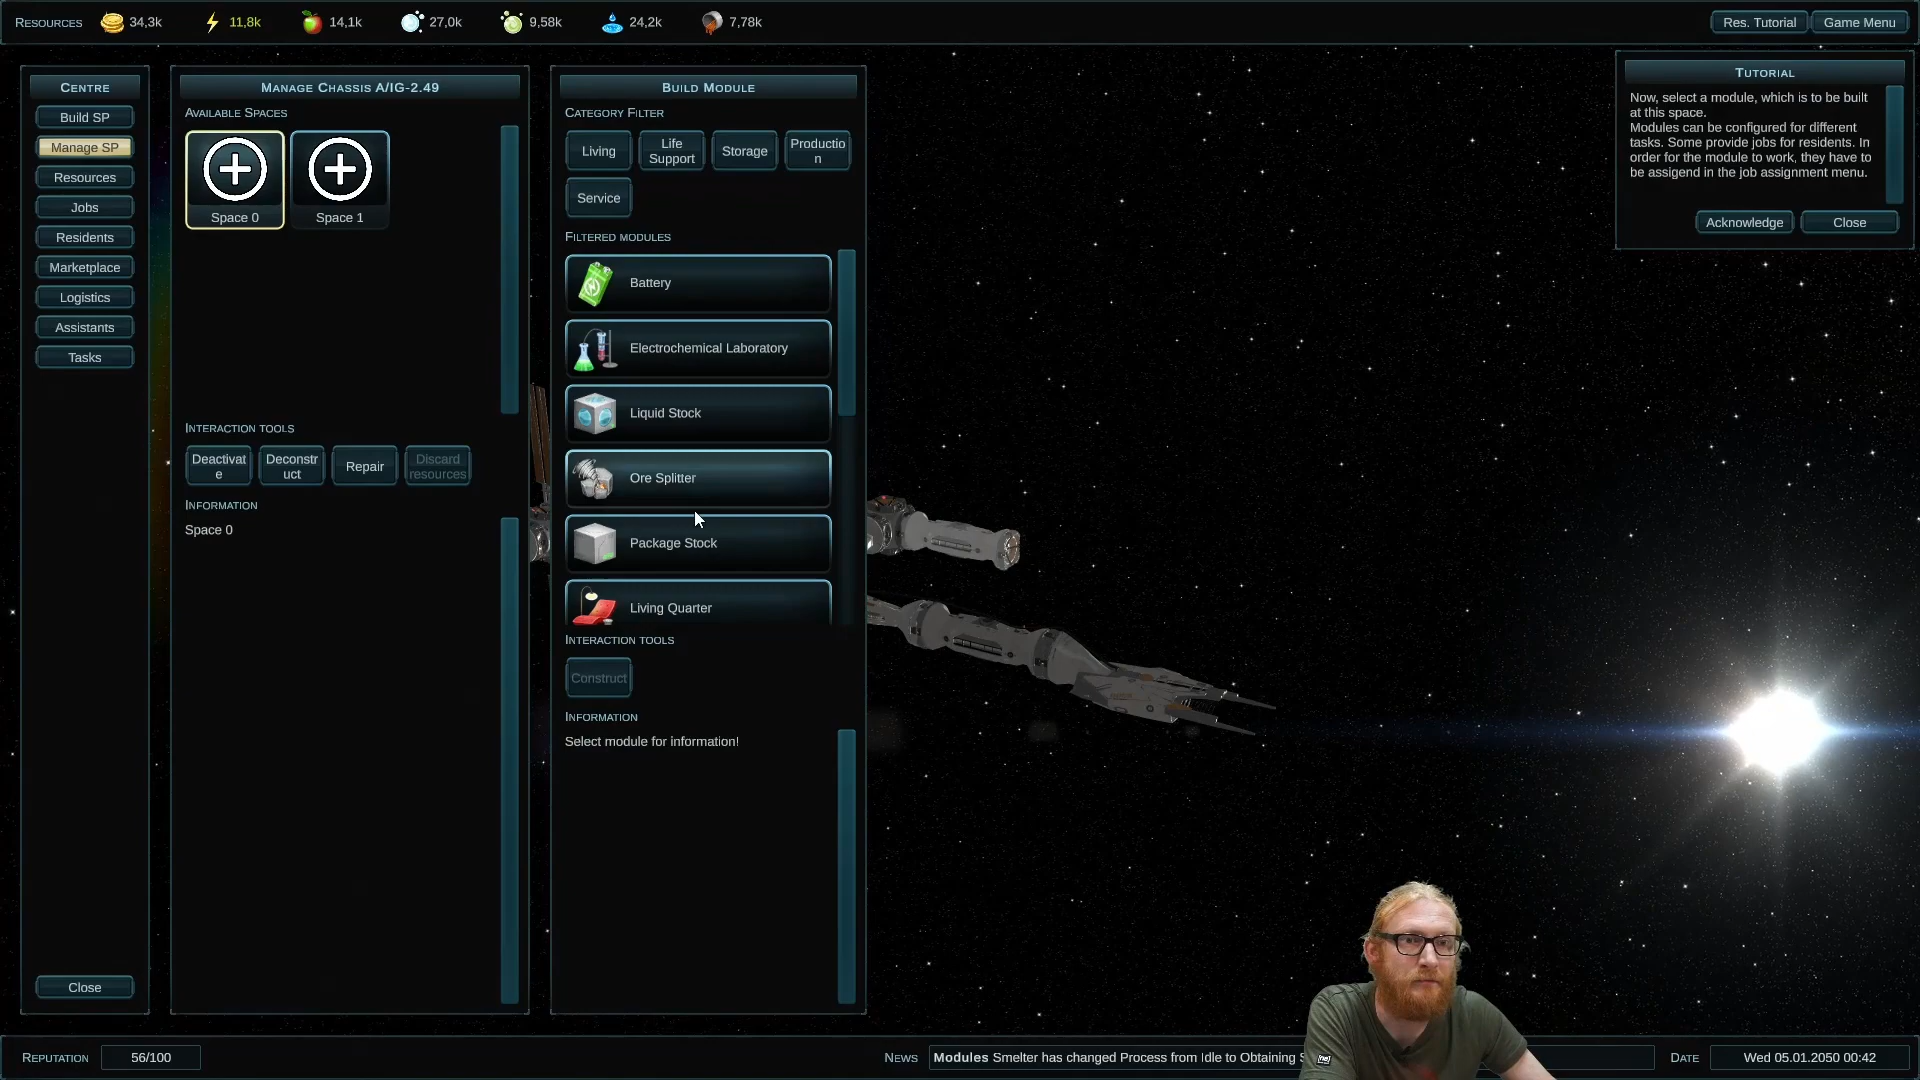 Resources 34,3k 11,8k 14,1k 27,0k 9,58k 24,2k 7,78k
Res. Tutorial
Game Menu
Centre
Build SP
Manage SP
Resources
Jobs
Residents
Marketplace
Logistics
Assistants
Tasks
Close
Manage Chassis A/IG-2.49
Available Spaces
Space 0
Space 1
Interaction tools
Deactivat
e
Deconstr
uct
Repair
Discard
resources
Information
Space 0
Build Module
Category Filter
Living
Life
Support
Storage
Productio
n
Service
Filtered modules
Battery
Electrochemical Laboratory
Liquid Stock
Ore Splitter
Package Stock
Living Quarter
Interaction tools
Construct
Information
Select module for information!
Tutorial
Now, select a module, which is to be built
at this space.
Modules can be configured for different
tasks. Some provide jobs for residents. In
order for the module to work, they have to
be assigend in the job assignment menu.
Acknowledge
Close
Reputation 56/100
News Modules Smelter has changed Process from Idle to Obtaining
Date Wed 05.01.2050 00:42